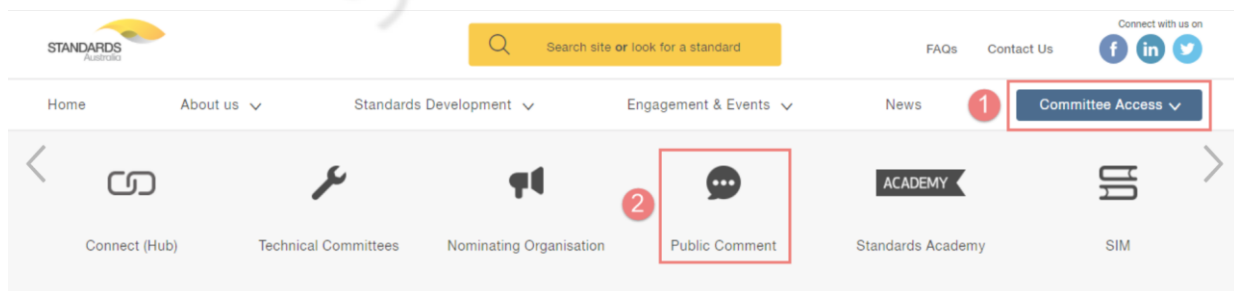 Connect with us on
STANDARDS
Australia
Search site or look for a standard
FAQs Contact Us
f in
Home About us Standards Development Engagement & Events News 1 Committee Access
ACADEMY
2
Connect (Hub) Technical Committees Nominating Organisation Public Comment Standards Academy SIM